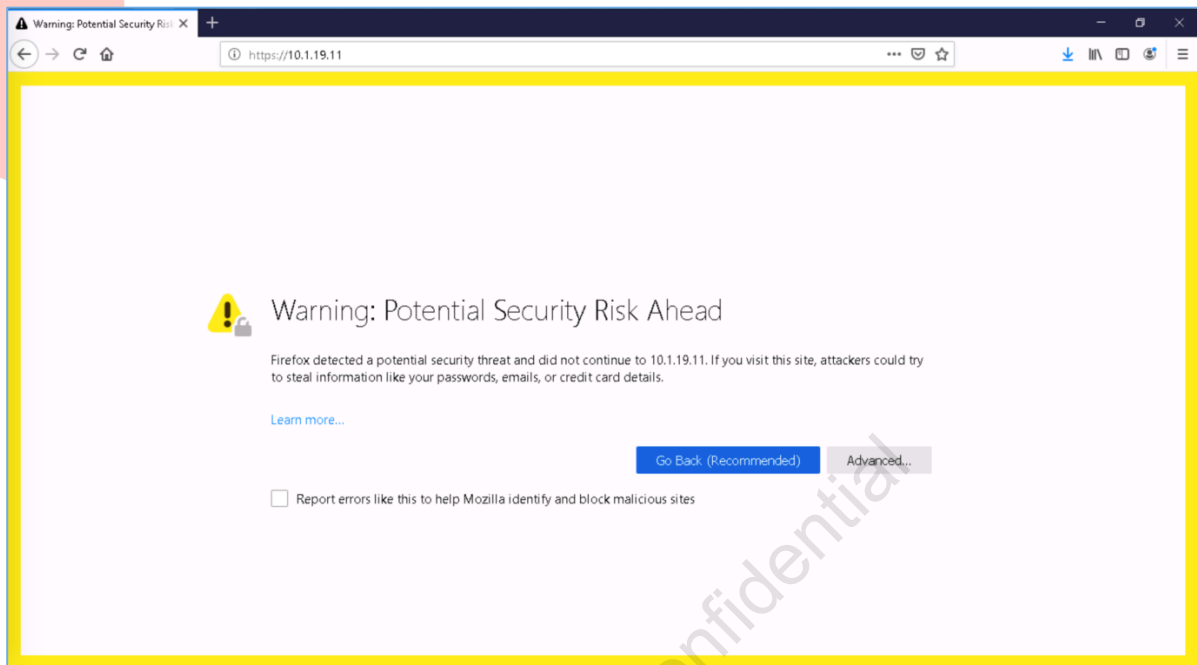 Warning: Potential Security Ris
https://10.1.19.11
Warning: Potential Security Risk Ahead
Firefox detected a potential security threat and did not continue to 10.1.19.11. If you visit this site, attackers could try
to steal information like your passwords, emails, or credit card details.
Learn more...
Go Back (Recommended) Advanced...
Report errors like this to help Mozilla identify and block malicious sites
nfidential